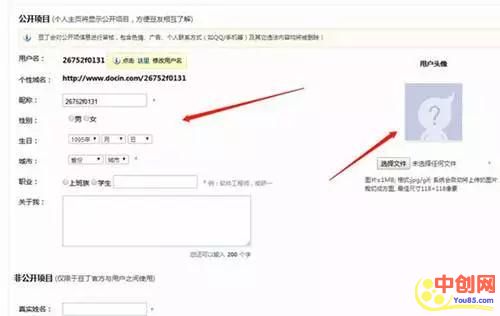 公开项目 (个人主页将显示公开项目，方便豆友相互了解)
豆丁会对公开项信息进行审核，包含色情、广告、个人联系方式（如QQ/手机等）及其它违法内容均将被删除！
用户名： 26752f0131 点击 这里 修改用户名
用户头像
个性域名： http://www.docin.com/26752f0131
昵称： 26752f0131 *
性别： 男 女
生日： 1995年 月 日
城市： 省份 城市 *
选择文件 未选择任何文件
职业： 上班族 学生 * 例：软件工程师，或研一
图片≤1MB; 格式jpg/gif; 系统会自动将上传的图片
裁切成方图, 最佳尺寸118×118像素
关于我：
您还可以输入 200 个字
非公开项目 (仅限于豆丁官方与用户之间使用)
真实姓名： *
中创网
You85.com